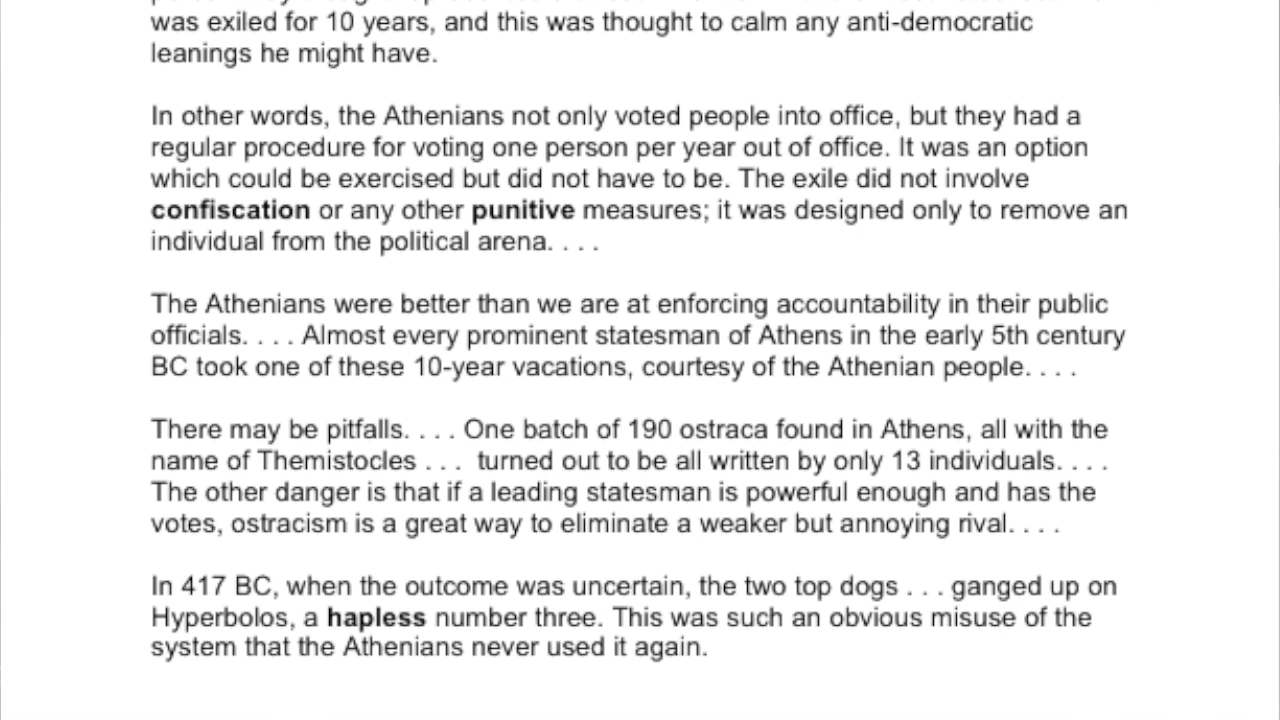 was exiled for 10 years, and this was thought to calm any anti-democratic
leanings he might have.
In other words, the Athenians not only voted people into office, but they had a
regular procedure for voting one person per year out of office. It was an option
which could be exercised but did not have to be. The exile did not involve
confiscation or any other punitive measures; it was designed only to remove an
individual from the political arena. . . .
The Athenians were better than we are at enforcing accountability in their public
officials. . . . Almost every prominent statesman of Athens in the early 5th century
BC took one of these 10-year vacations, courtesy of the Athenian people. . . .
There may be pitfalls. . . . One batch of 190 ostraca found in Athens, all with the
name of Themistocles . . . turned out to be all written by only 13 individuals. . . .
The other danger is that if a leading statesman is powerful enough and has the
votes, ostracism is a great way to eliminate a weaker but annoying rival. . . .
In 417 BC, when the outcome was uncertain, the two top dogs . . . ganged up on
Hyperbolos, a hapless number three. This was such an obvious misuse of the
system that the Athenians never used it again.